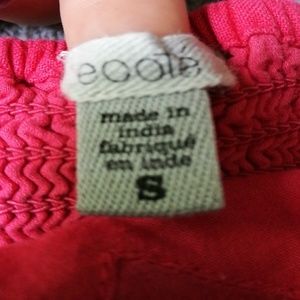 ecote
made in
india
fabriqué
en inde
S